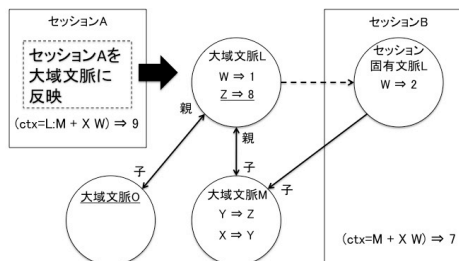 セッションA
セッションAを
大域文脈に
反映
(ctx=L:M + X W) ⇒ 9
大域文脈L
W ⇒ 1
Z ⇒ 8
セッションB
セッション
固有文脈L
W ⇒ 2
親
子
親
子
子
大域文脈O
大域文脈M
Y ⇒ Z
X ⇒ Y
(ctx=M + X W) ⇒ 7